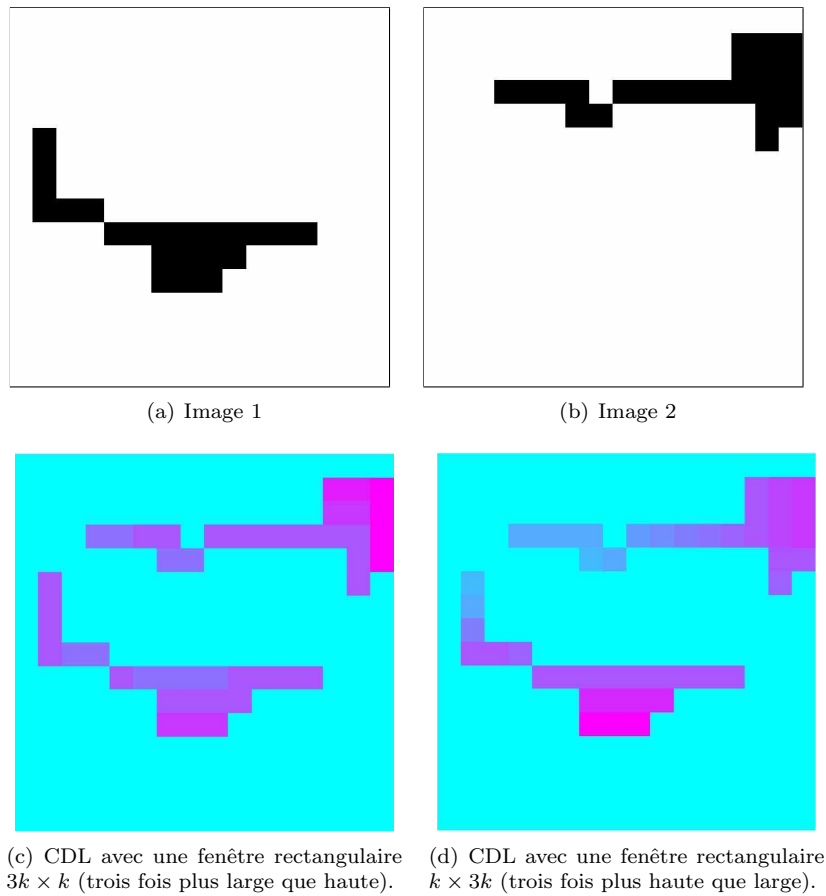 (a) Image 1
(b) Image 2
(c) CDL avec une fenêtre rectangulaire
3k × k (trois fois plus large que haute).
(d) CDL avec une fenêtre rectangulaire
k × 3k (trois fois plus haute que large).